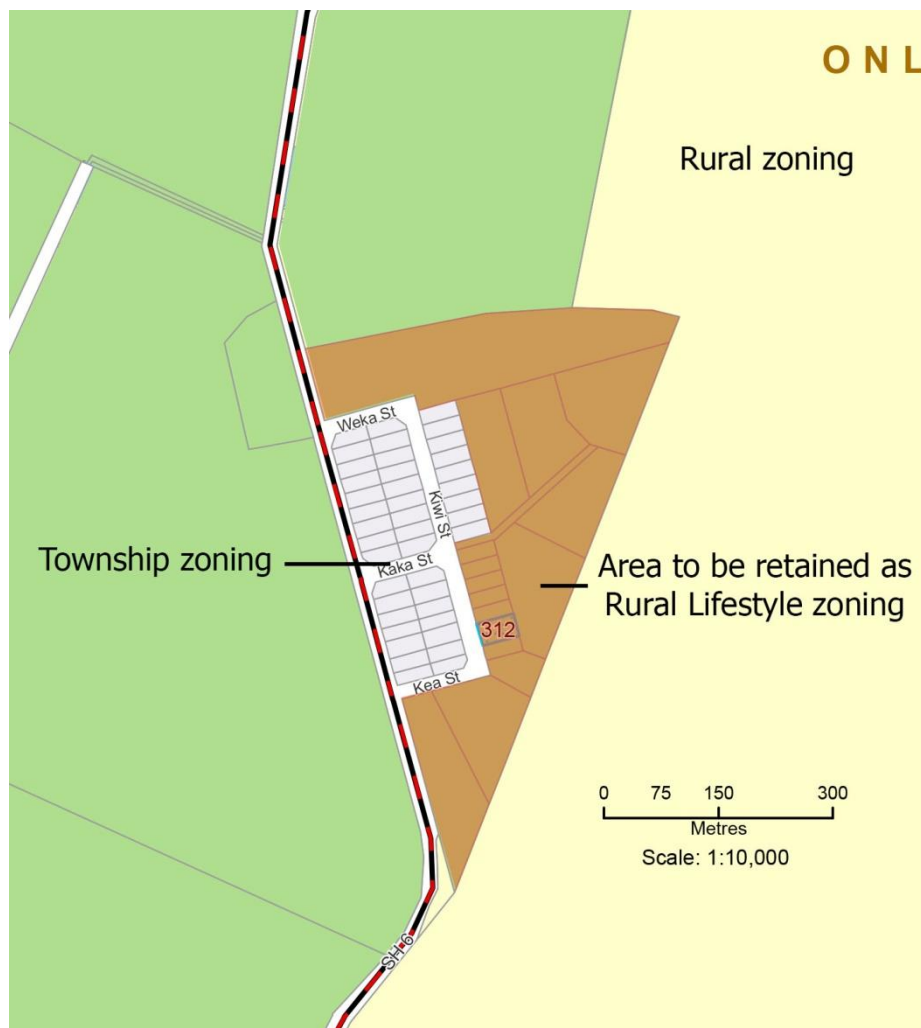 O N L
Rural zoning
Weka St
Kiwi St
Township zoning
Kaka St
Area to be retained as
Rural Lifestyle zoning
312
Kea St
0 75 150 300
Metres
Scale: 1:10,000
SH 6